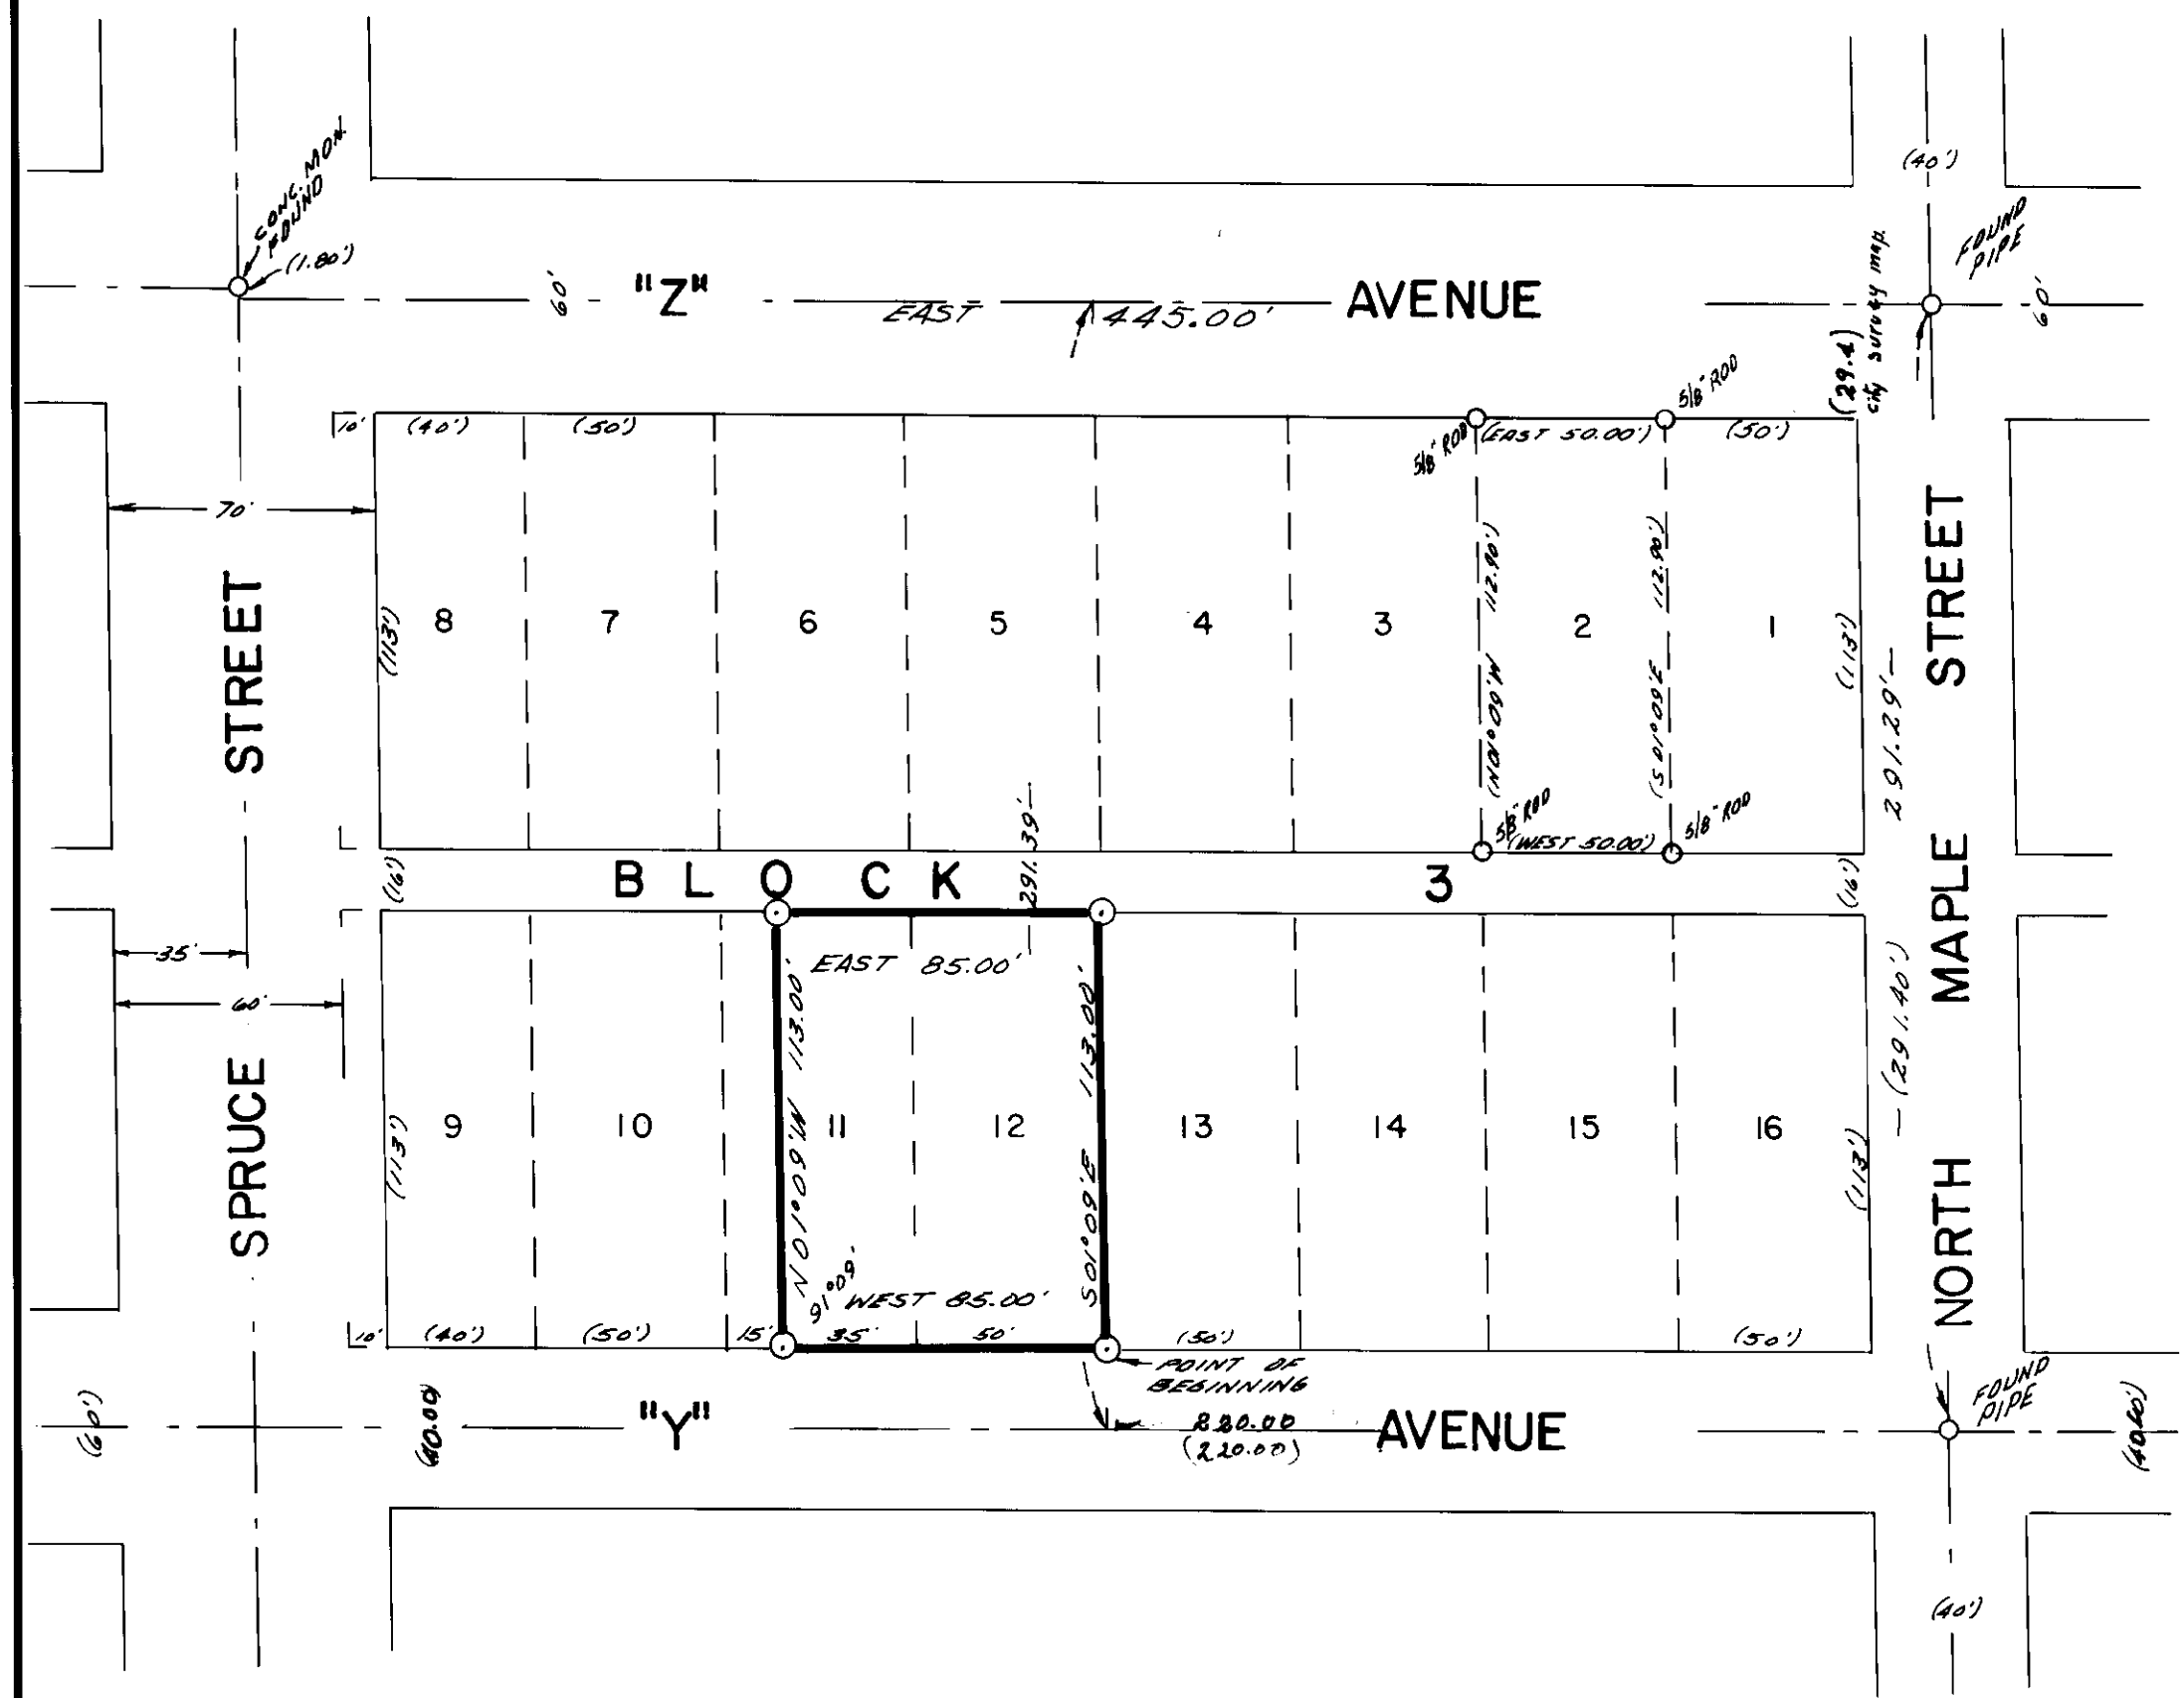 CONC. MON.
FOUND
(1.80')
60'
"Z"
EAST
445.00'
AVENUE
(40')
FOUND
PIPE
60'
(29.4)
city survey map.
10'
(40')
(50')
5/8" ROD
(EAST 50.00')
5/8" ROD
(50')
70'
STREET
(113')
8
7
6
5
4
3
2
1
(N01°09'W 112.90')
(S01°09'E 112.90')
(113')
291.29'
STREET
5/8" ROD
(WEST 50.00')
5/8" ROD
(16')
BLOCK 3
291.39'
(16')
MAPLE
35'
60'
EAST 85.00'
N01°09'W 113.00'
S01°09'E 113.00'
(291.40')
SPRUCE
(113')
9
10
11
12
13
14
15
16
(113')
NORTH
91°09'
WEST 85.00'
10'
(40')
(50')
15'
35'
50'
(50')
(50')
POINT OF
BEGINNING
FOUND
PIPE
(60')
(40.00)
"Y"
220.00
(220.00)
AVENUE
(40')